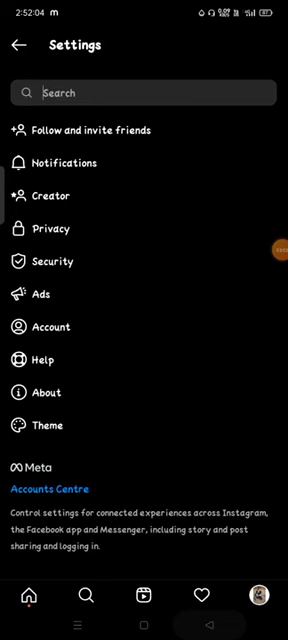 2:52:04 m
87
Settings
Search
Follow and invite friends
Notifications
Creator
Privacy
Security
Ads
Account
Help
About
Theme
Meta
Accounts Centre
Control settings for connected experiences across Instagram,
the Facebook app and Messenger, including story and post
sharing and logging in.